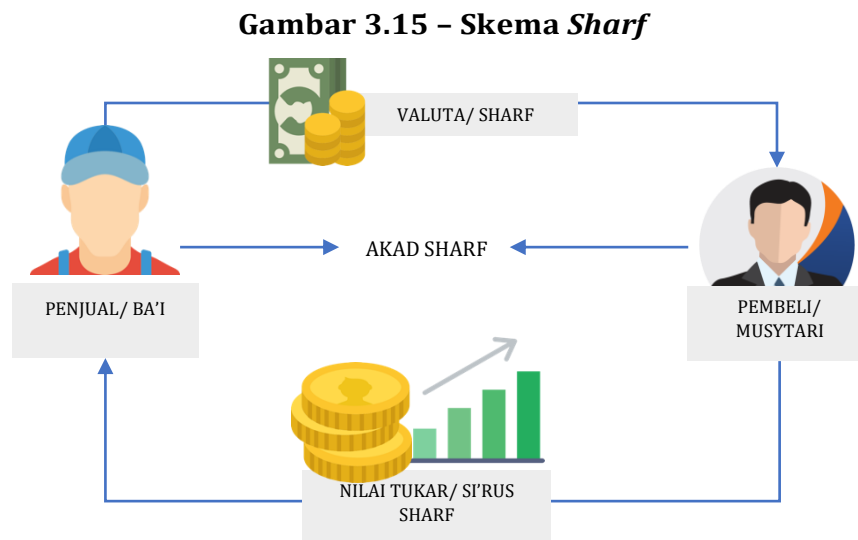 Gambar 3.15 – Skema Sharf
VALUTA/ SHARF
AKAD SHARF
PENJUAL/ BA’I
PEMBELI/
MUSYTARI
NILAI TUKAR/ SI’RUS
SHARF